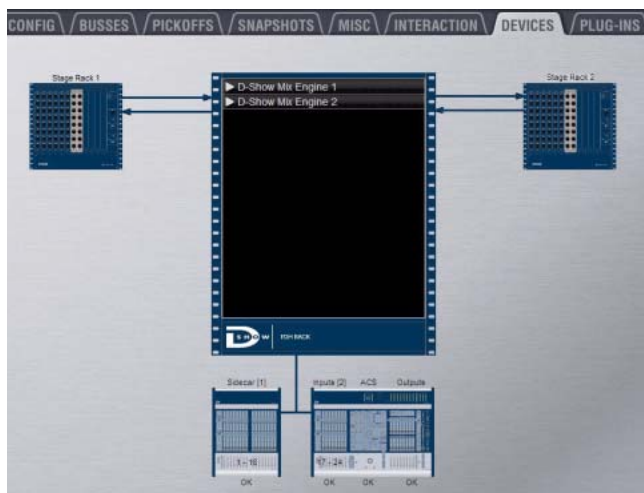 CONFIG BUSSES PICKOFFS SNAPSHOTS MISC INTERACTION DEVICES PLUG-INS
Stage Rack 1
Stage Rack 2
D-Show Mix Engine 1
D-Show Mix Engine 2
D SHOW FOH RACK
Sidecar [1] Inputs [2] ACS Outputs
1 - 16 17 - 24
OK OK OK OK